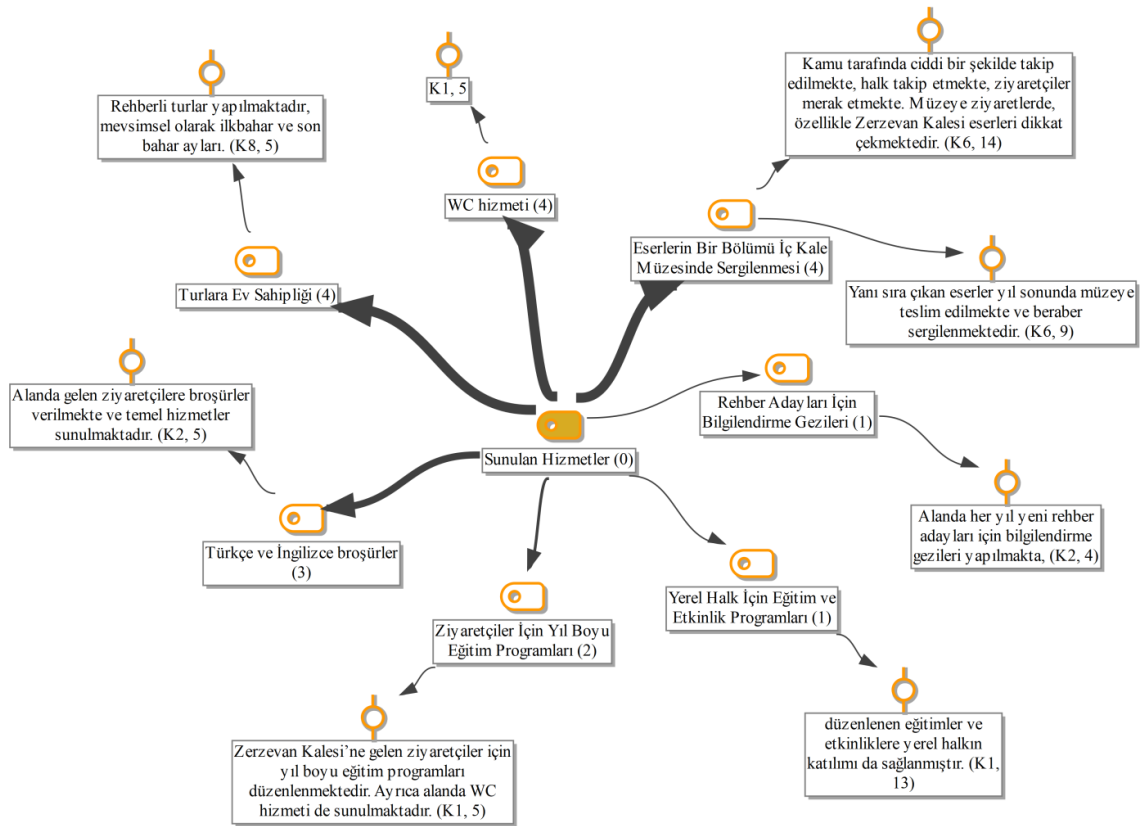 Kamu tarafında ciddi bir şekilde takip
edilmekte, halk takip etmekte, ziyaretçiler
merak etmekte. Müzeye ziyaretlerde,
özellikle Zerzevan Kalesi eserleri dikkat
çekmektedir. (K6, 14)
K1, 5
Rehberli turlar yapılmaktadır,
mevsimsel olarak ilkbahar ve son
bahar ayları. (K8, 5)
WC hizmeti (4)
Eserlerin Bir Bölümü İç Kale
Müzesinde Sergilenmesi (4)
Turlara Ev Sahipliği (4)
Yanı sıra çıkan eserler yıl sonunda müzeye
teslim edilmekte ve beraber
sergilenmektedir. (K6, 9)
Alanda gelen ziyaretçilere broşürler
verilmekte ve temel hizmetler
sunulmaktadır. (K2, 5)
Rehber Adayları İçin
Bilgilendirme Gezileri (1)
Sunulan Hizmetler (0)
Alanda her yıl yeni rehber
adayları için bilgilendirme
gezileri yapılmakta, (K2, 4)
Türkçe ve İngilizce broşürler
(3)
Yerel Halk İçin Eğitim ve
Etkinlik Programları (1)
Ziyaretçiler İçin Yıl Boyu
Eğitim Programları (2)
düzenlenen eğitimler ve
etkinliklere yerel halkın
katılımı da sağlanmıştır. (K1,
13)
Zerzevan Kalesi’ne gelen ziyaretçiler için
yıl boyu eğitim programları
düzenlenmektedir. Ayrıca alanda WC
hizmeti de sunulmaktadır. (K1, 5)